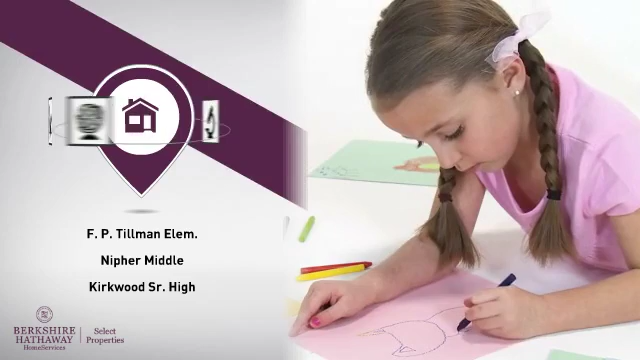 F. P. Tillman Elem.
Nipher Middle
Kirkwood Sr. High
BERKSHIRE
HATHAWAY
HomeServices
Select
Properties